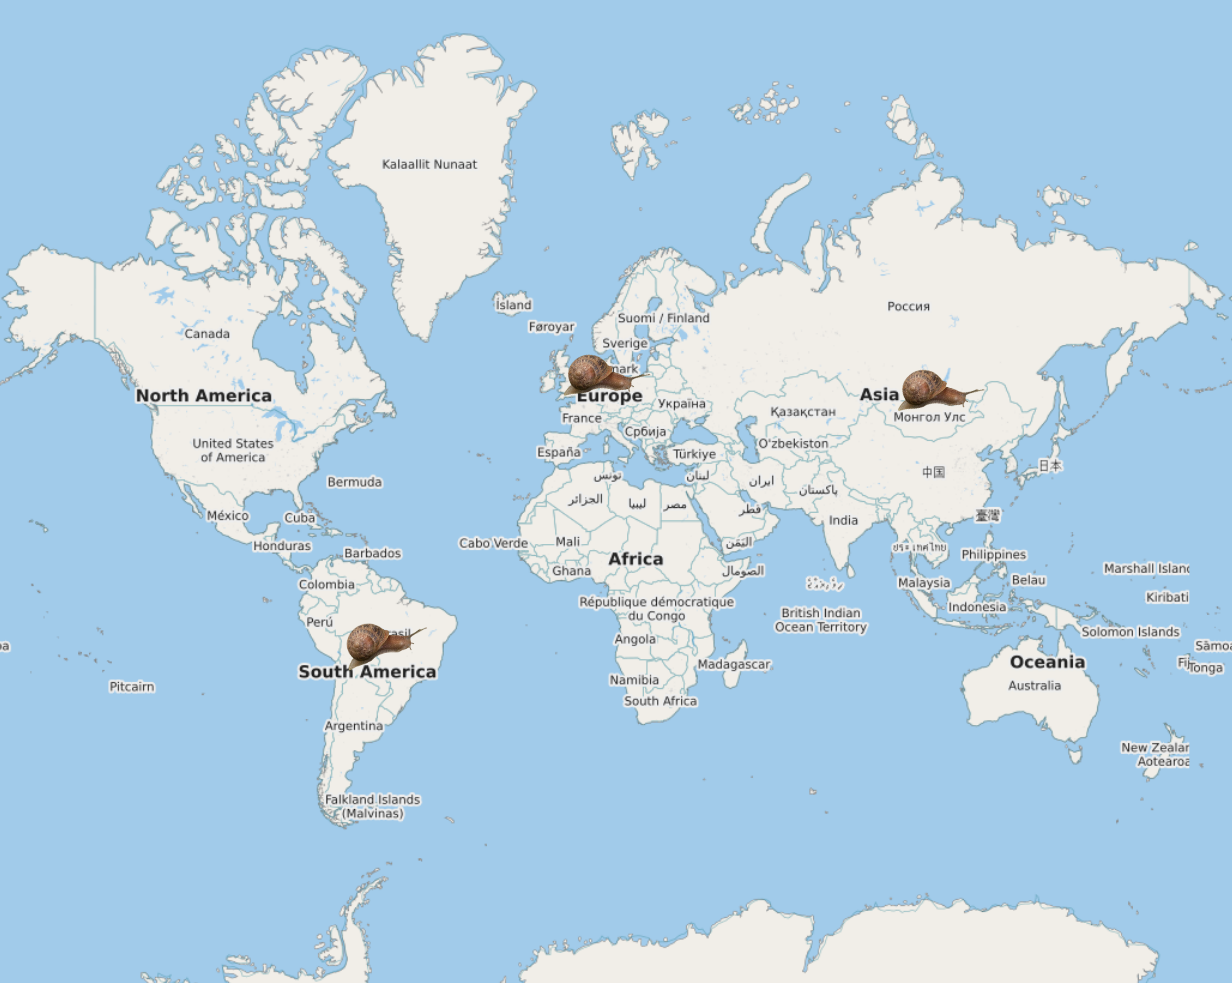 Kalaallit Nunaat
Ísland
Россия
Føroyar
Suomi / Finland
Canada
Sverige
mark
North America
Europe
Asia
Україна
Қазақстан
Монгол Улс
France
Србија
United States
of America
España
Türkiye
O'zbekiston
中国
日本
تونس
لبنان
ایران
Bermuda
پاکستان
الجزائر
ليبيا
مصر
قطر
México
Cuba
India
臺灣
Cabo Verde
Mali
اليمن
Honduras
Barbados
ประเทศไทย
Philippines
Africa
Ghana
الصومال
Marshall Islan
Colombia
Malaysia
Belau
République démocratique
du Congo
British Indian
Ocean Territory
Indonesia
Kiribati
Perú
asil
Angola
Solomon Islands
Sāmo
South America
Madagascar
Oceania
Fij
Tonga
Pitcairn
Namibia
Australia
South Africa
Argentina
New Zealan
Aotearoa
Falkland Islands
(Malvinas)